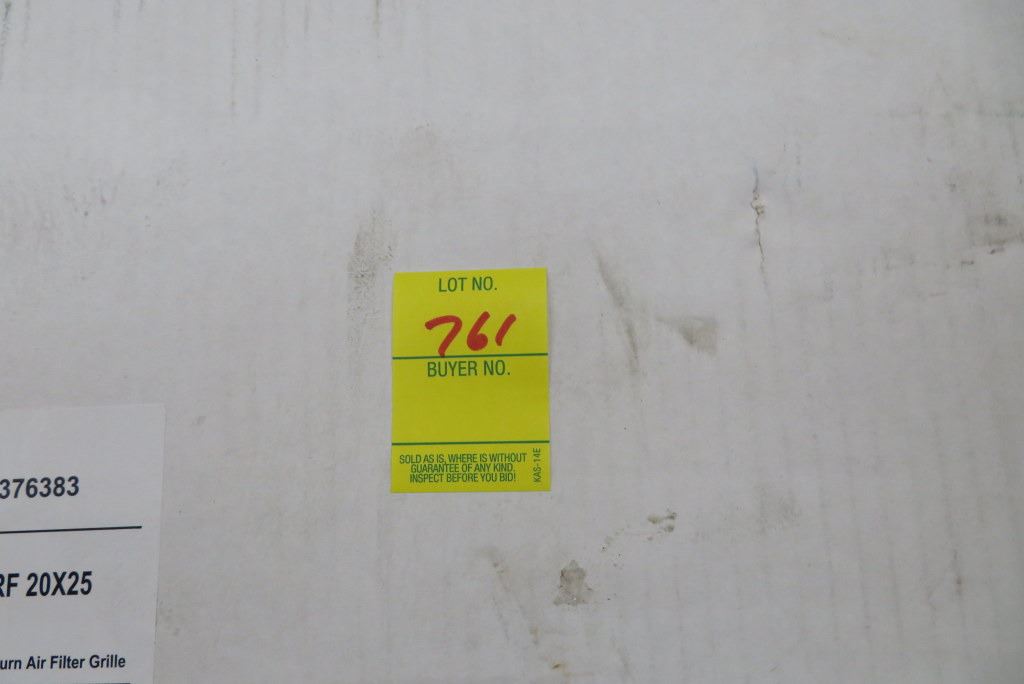 LOT NO.
761
BUYER NO.
SOLD AS IS, WHERE IS WITHOUT
GUARANTEE OF ANY KIND.
INSPECT BEFORE YOU BID!
KAS-14E
376383
RF 20X25
urn Air Filter Grille